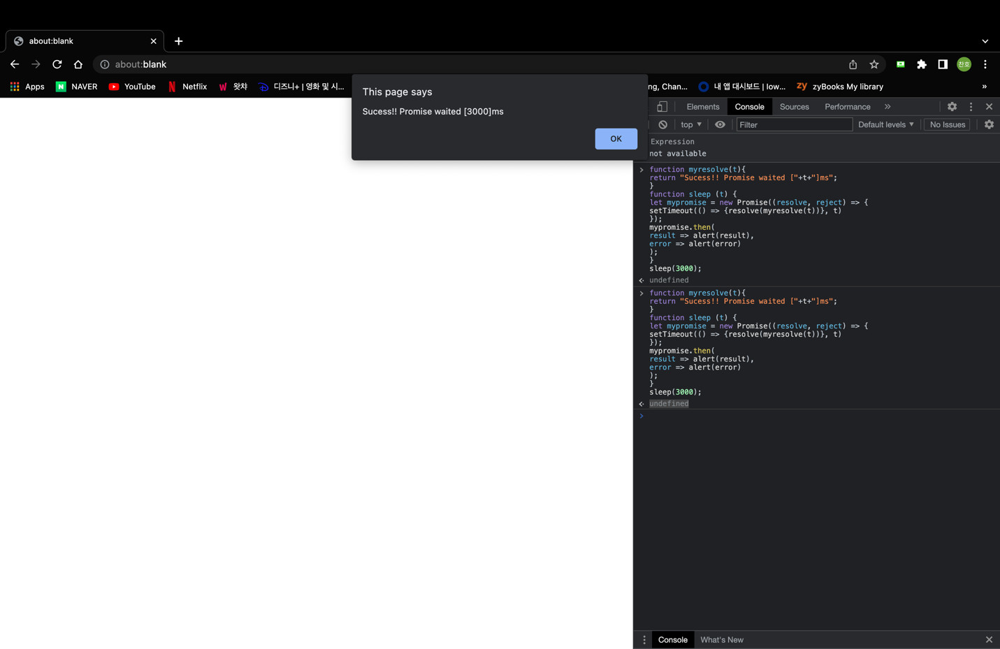 about:blank
about:blank
찬호
Apps
NAVER
YouTube
Netflix
왓챠
디즈니+ | 영화 및 시...
ng, Chan...
내 앱 대시보드 | low...
zy zyBooks My library
This page says
Sucess!! Promise waited [3000]ms
OK
Elements
Console
Sources
Performance
top
Filter
Default levels
No Issues
Expression
not available
function myresolve(t){
return "Sucess!! Promise waited ["+t+"]ms";
}
function sleep (t) {
let mypromise = new Promise((resolve, reject) => {
setTimeout(() => {resolve(myresolve(t))}, t)
});
mypromise.then(
result => alert(result),
error => alert(error)
);
}
sleep(3000);
undefined
function myresolve(t){
return "Sucess!! Promise waited ["+t+"]ms";
}
function sleep (t) {
let mypromise = new Promise((resolve, reject) => {
setTimeout(() => {resolve(myresolve(t))}, t)
});
mypromise.then(
result => alert(result),
error => alert(error)
);
}
sleep(3000);
undefined
Console
What's New